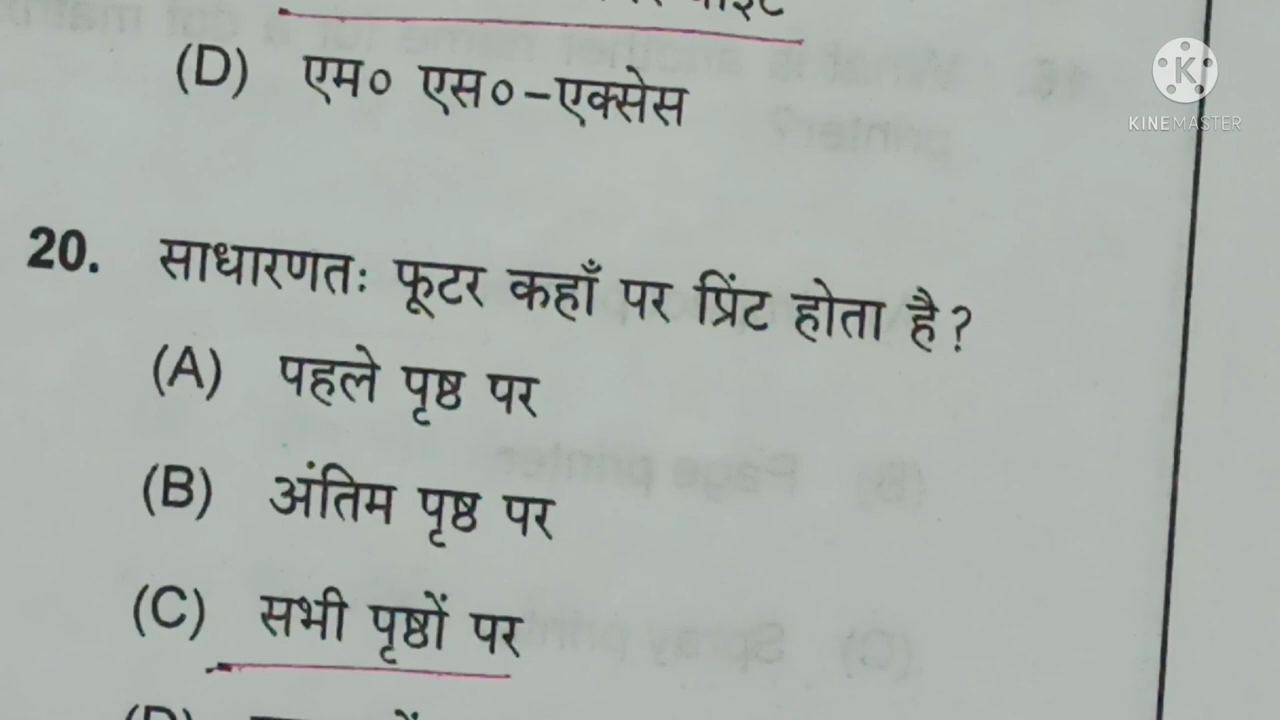 (D) एम० एस०-एक्सेस
KINEMASTER
20. साधारणतः फूटर कहाँ पर प्रिंट होता है?
(A) पहले पृष्ठ पर
(B) अंतिम पृष्ठ पर
(C) सभी पृष्ठों पर
(D)